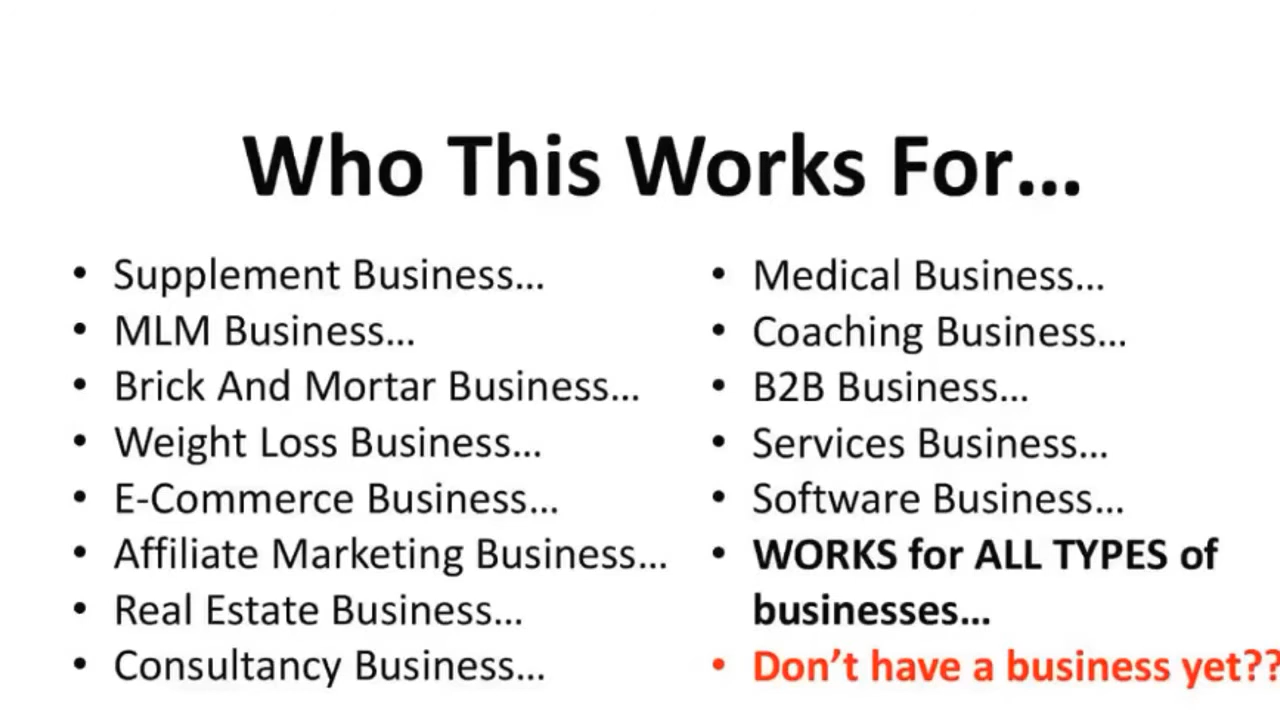 Who This Works For...
• Supplement Business...
• MLM Business...
• Brick And Mortar Business...
• Weight Loss Business...
• E-Commerce Business...
• Affiliate Marketing Business...
• Real Estate Business...
• Consultancy Business...
• Medical Business...
• Coaching Business...
• B2B Business...
• Services Business...
• Software Business...
• WORKS for ALL TYPES of
businesses...
• Don't have a business yet??